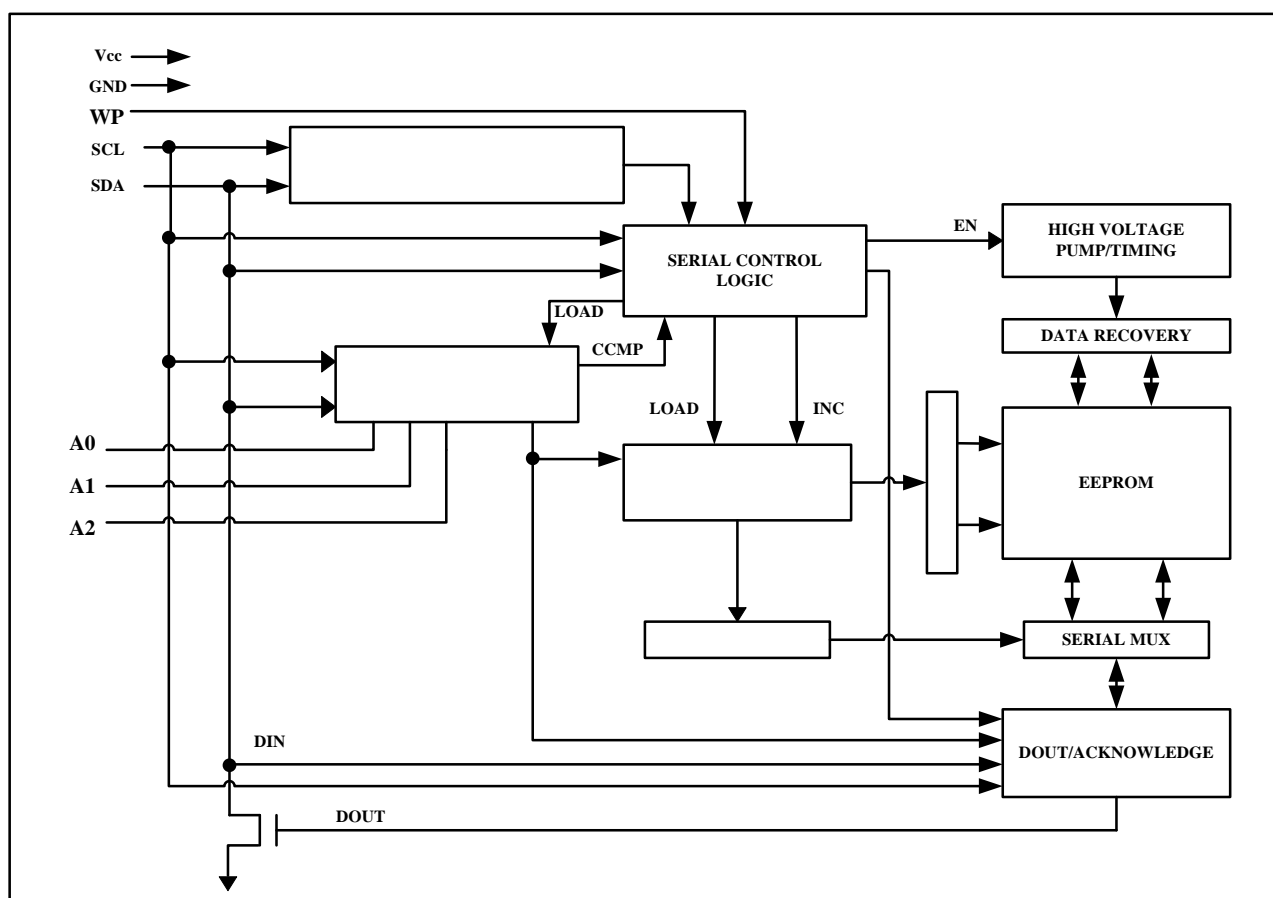 Vcc
GND
WP
SCL
SDA
EN
HIGH VOLTAGE
PUMP/TIMING
SERIAL CONTROL
LOGIC
LOAD
DATA RECOVERY
CCMP
LOAD
INC
A0
A1
A2
EEPROM
SERIAL MUX
DIN
DOUT/ACKNOWLEDGE
DOUT